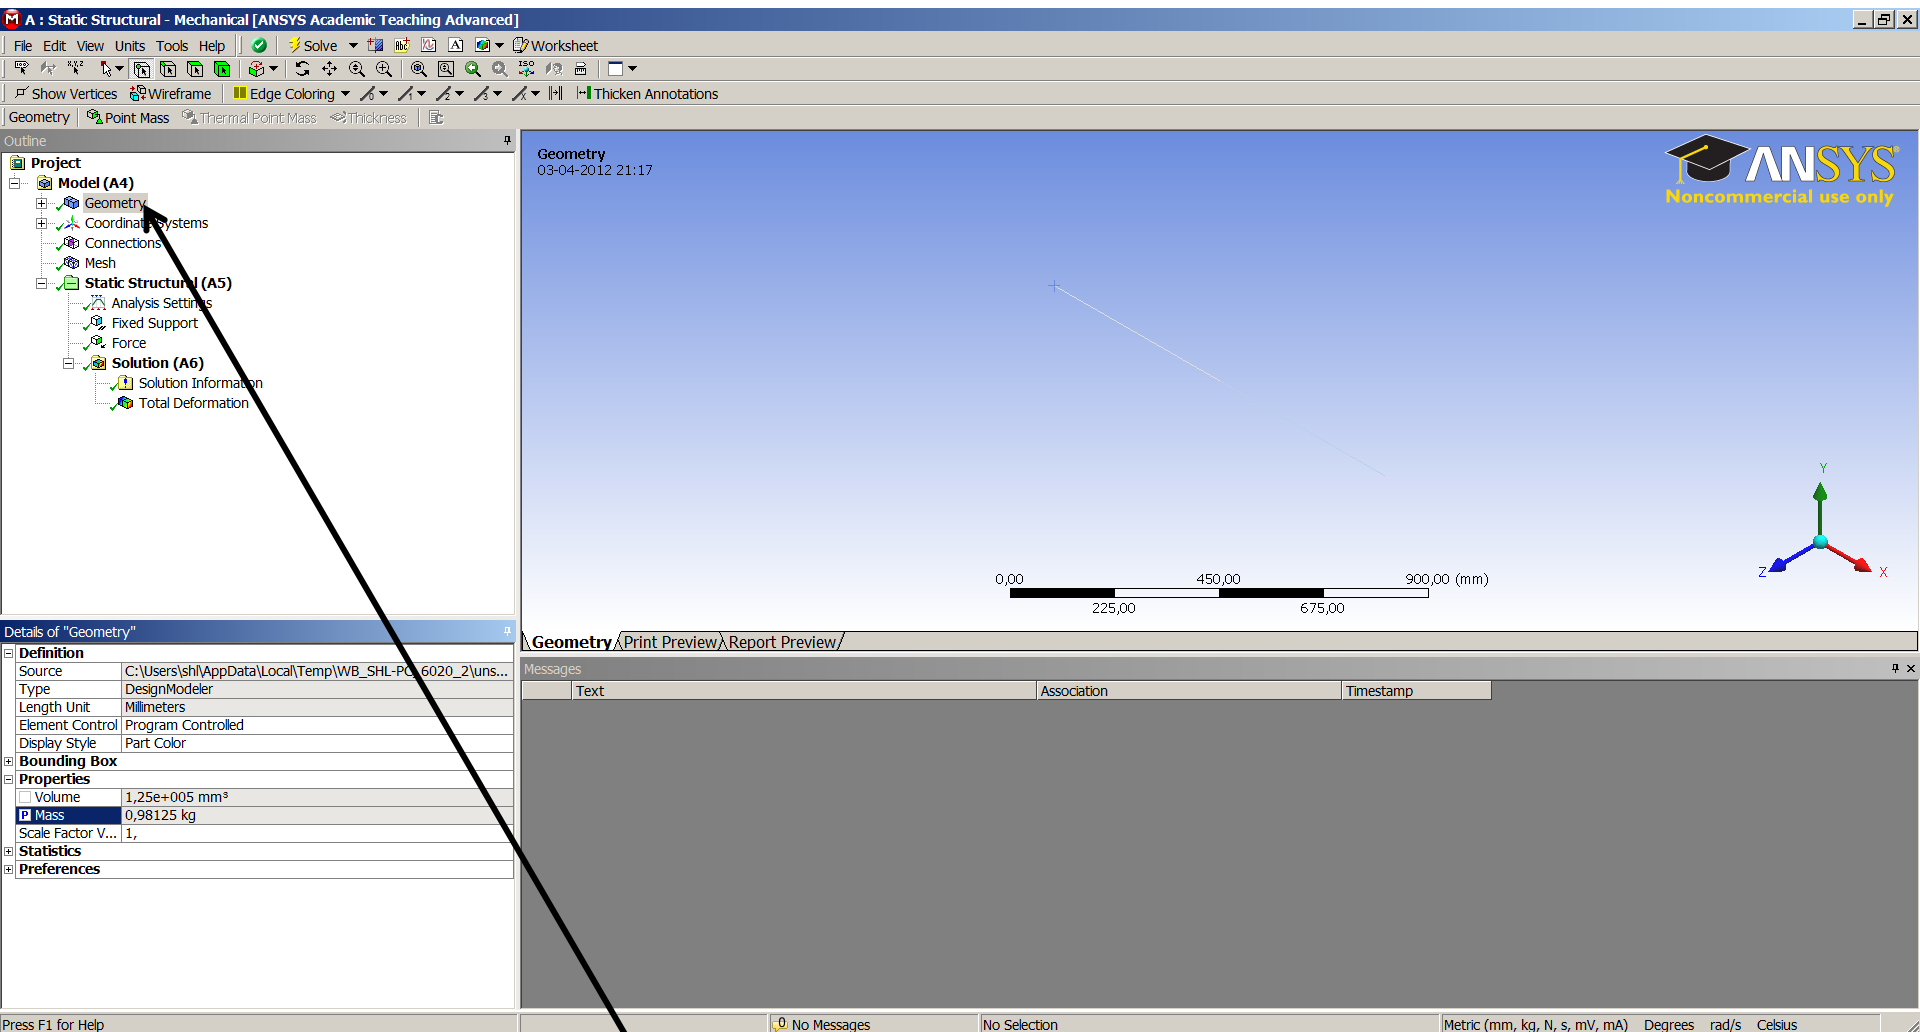 A : Static Structural - Mechanical [ANSYS Academic Teaching Advanced]
File Edit View Units Tools Help Solve Worksheet
Show Vertices Wireframe Edge Coloring Thicken Annotations
Geometry Point Mass Thermal Point Mass Thickness
Outline
Project
Model (A4)
Geometry
Coordinate Systems
Connections
Mesh
Static Structural (A5)
Analysis Settings
Fixed Support
Force
Solution (A6)
Solution Information
Total Deformation
Geometry
03-04-2012 21:17
ANSYS
Noncommercial use only
Y
Z
X
0,00 450,00 900,00 (mm)
225,00 675,00
Geometry Print Preview Report Preview
Details of "Geometry"
Definition
Source C:\Users\shl\AppData\Local\Temp\WB_SHL-PC_6020_2\uns...
Type DesignModeler
Length Unit Millimeters
Element Control Program Controlled
Display Style Part Color
Bounding Box
Properties
Volume 1,25e+005 mm³
P Mass 0,98125 kg
Scale Factor V... 1,
Statistics
Preferences
Messages
Text Association Timestamp
Press F1 for Help
0 No Messages No Selection Metric (mm, kg, N, s, mV, mA) Degrees rad/s Celsius